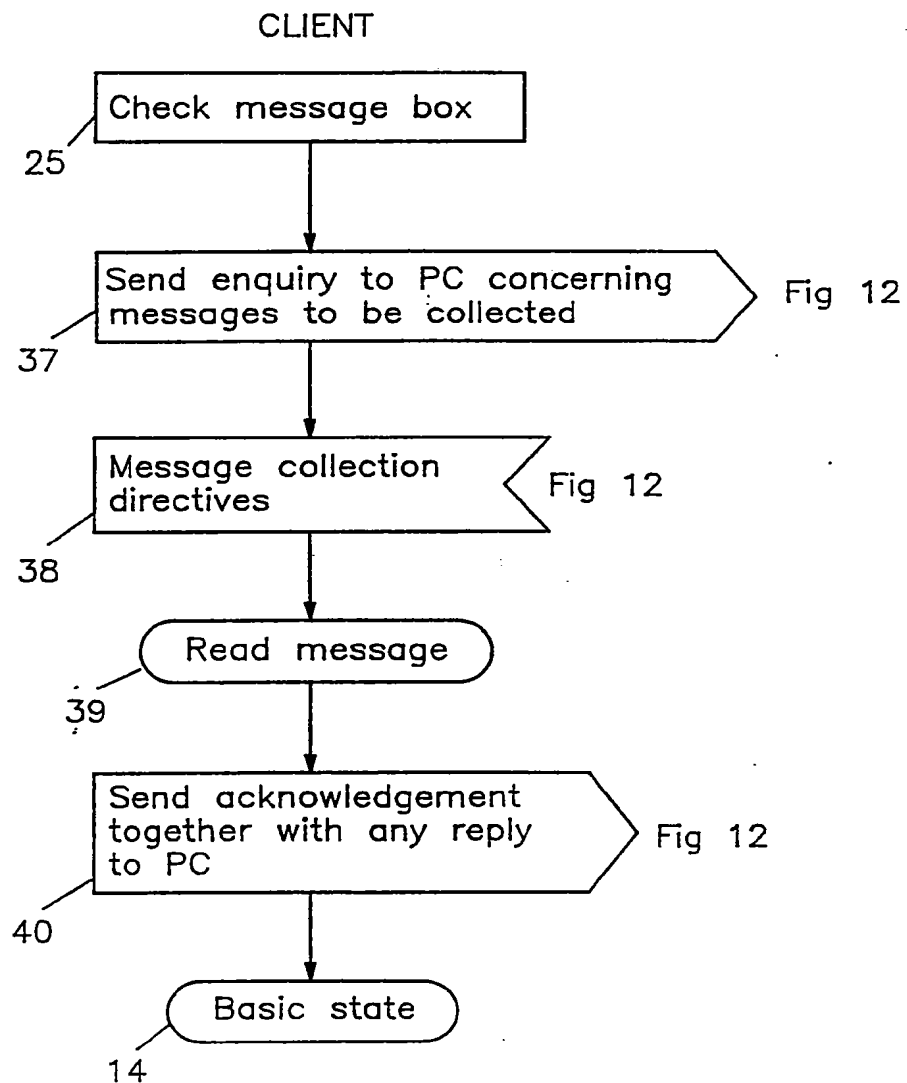 CLIENT
Check message box
25
Send enquiry to PC concerning
messages to be collected
Fig 12
37
Message collection
directives
Fig 12
38
Read message
39
Send acknowledgement
together with any reply
to PC
Fig 12
40
Basic state
14